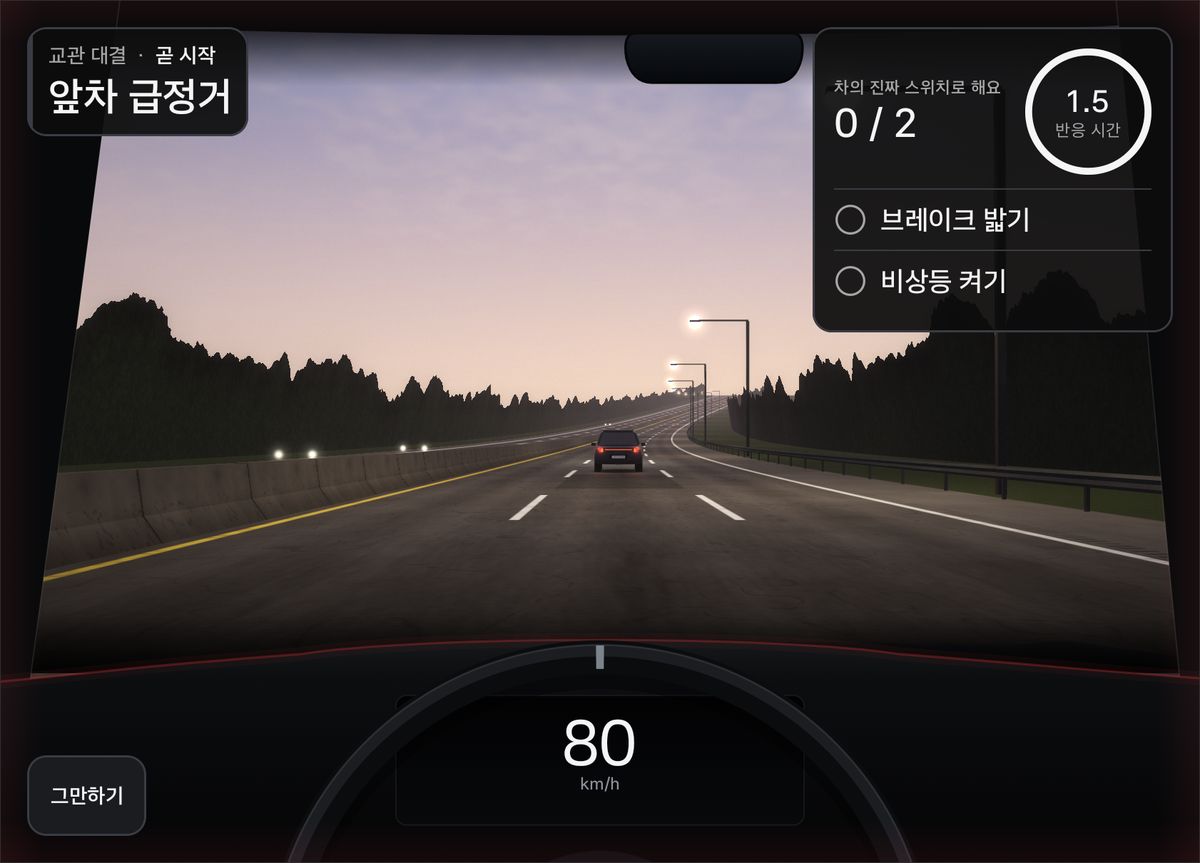 교관 대결 · 곧 시작
앞차 급정거
차의 진짜 스위치로 해요
0 / 2
1.5
반응 시간
브레이크 밟기
비상등 켜기
80
km/h
그만하기